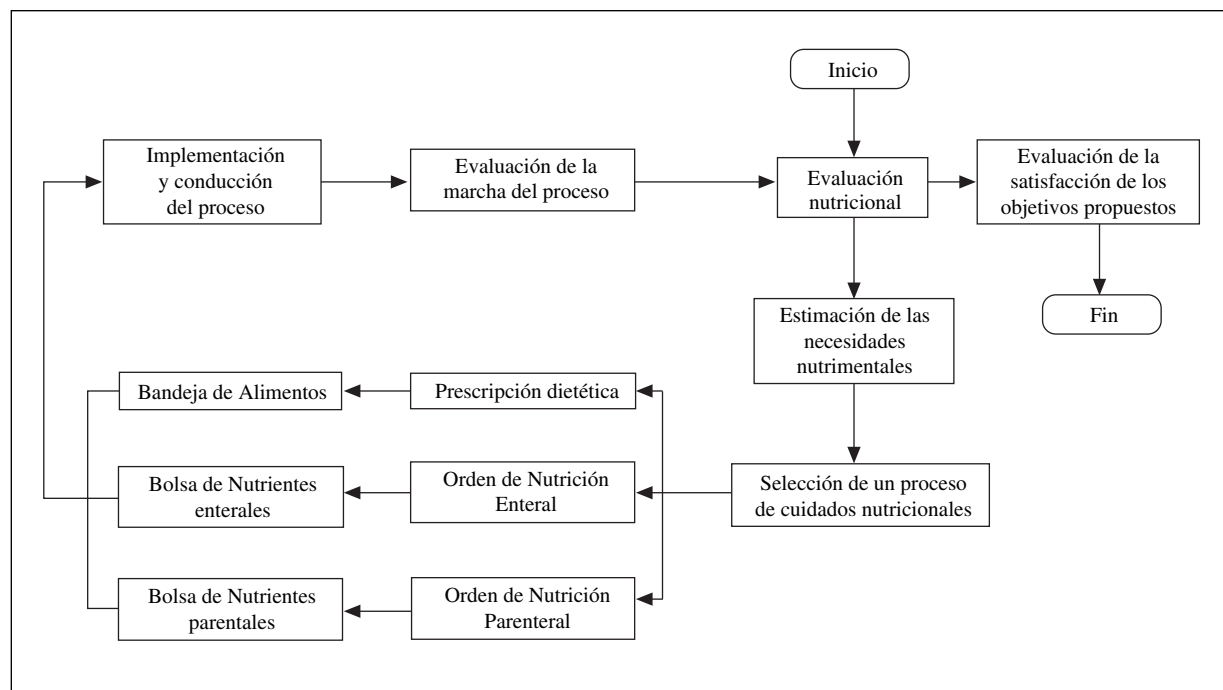 Inicio
Implementación
y conducción
del proceso
Evaluación de la
marcha del proceso
Evaluación
nutricional
Evaluación de la
satisfacción de los
objetivos propuestos
Estimación de las
necesidades
nutrimentales
Fin
Bandeja de Alimentos
Prescripción dietética
Bolsa de Nutrientes
enterales
Orden de Nutrición
Enteral
Selección de un proceso
de cuidados nutricionales
Bolsa de Nutrientes
parentales
Orden de Nutrición
Parenteral